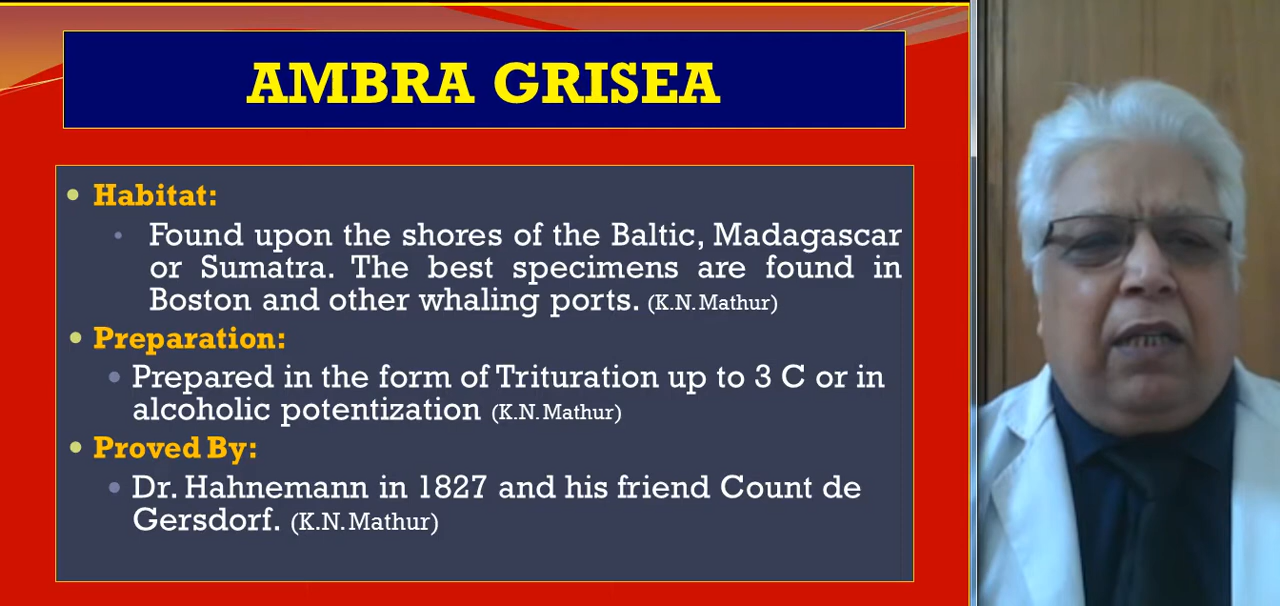 AMBRA GRISEA
Habitat:
Found upon the shores of the Baltic, Madagascar
or Sumatra. The best specimens are found in
Boston and other whaling ports. (K.N.Mathur)
Preparation:
Prepared in the form of Trituration up to 3 C or in
alcoholic potentization (K.N.Mathur)
Proved By:
Dr. Hahnemann in 1827 and his friend Count de
Gersdorf. (K.N.Mathur)